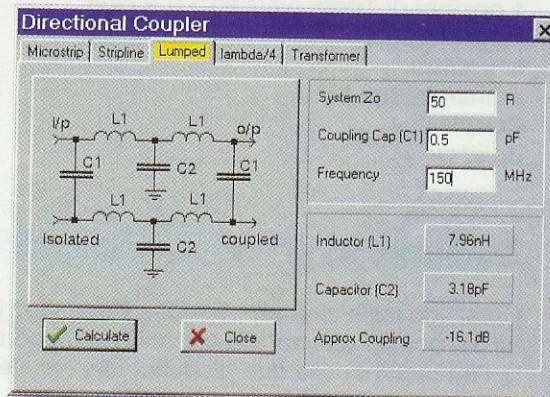 Directional Coupler
Microstrip Stripline Lumped lambda/4 Transformer
i/p L1 L1 o/p
C1 C2 C1
L1 L1
isolated C2 coupled
System Zo 50 R
Coupling Cap (C1) 0.5 pF
Frequency 150 MHz
Inductor (L1) 7.96nH
Capacitor (C2) 3.18pF
Approx Coupling -16.1dB
Calculate Close